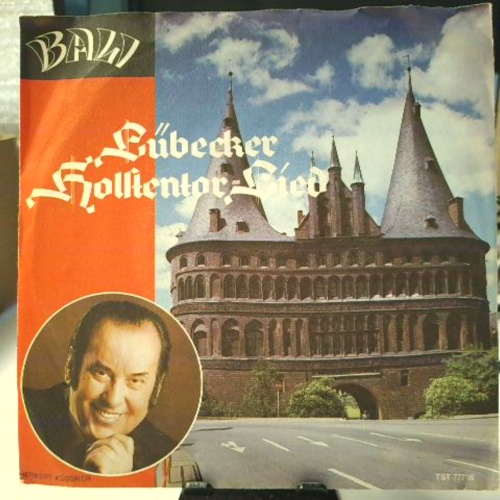 BALI
Lübecker
Holstentor-Lied
TST 77716